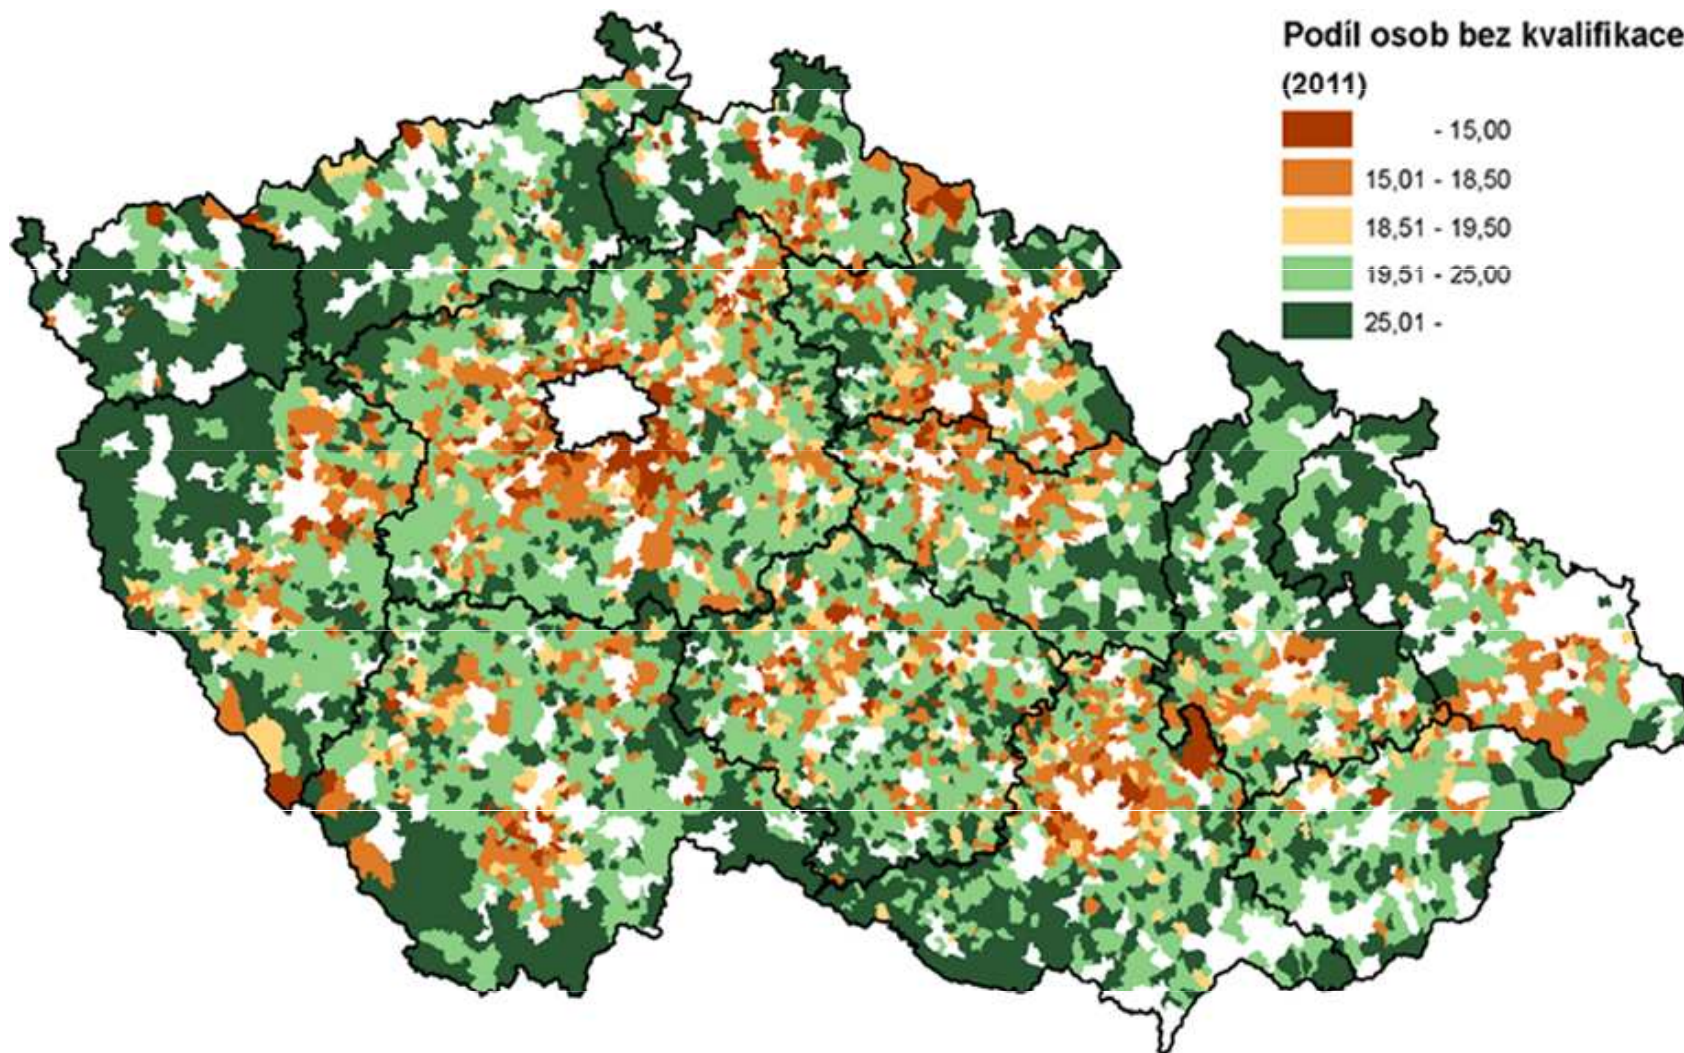 Podíl osob bez kvalifikace
(2011)
- 15,00
15,01 - 18,50
18,51 - 19,50
19,51 - 25,00
25,01 -